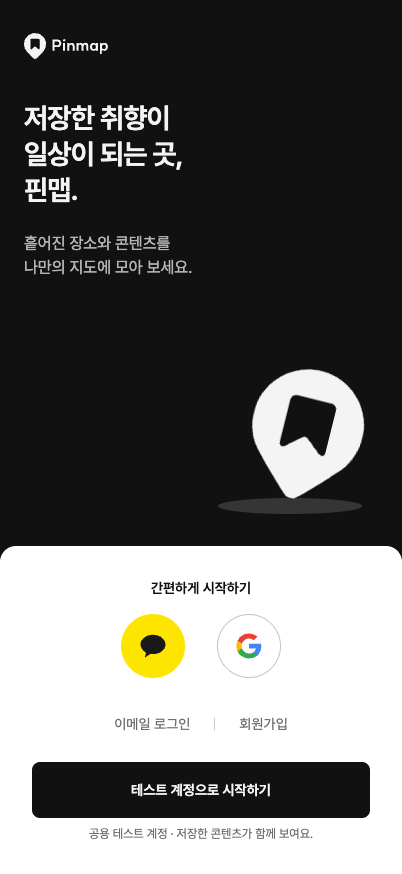 Pinmap
저장한 취향이
일상이 되는 곳,
핀맵.
흩어진 장소와 콘텐츠를
나만의 지도에 모아 보세요.
간편하게 시작하기
이메일 로그인
회원가입
테스트 계정으로 시작하기
공용 테스트 계정 · 저장한 콘텐츠가 함께 보여요.